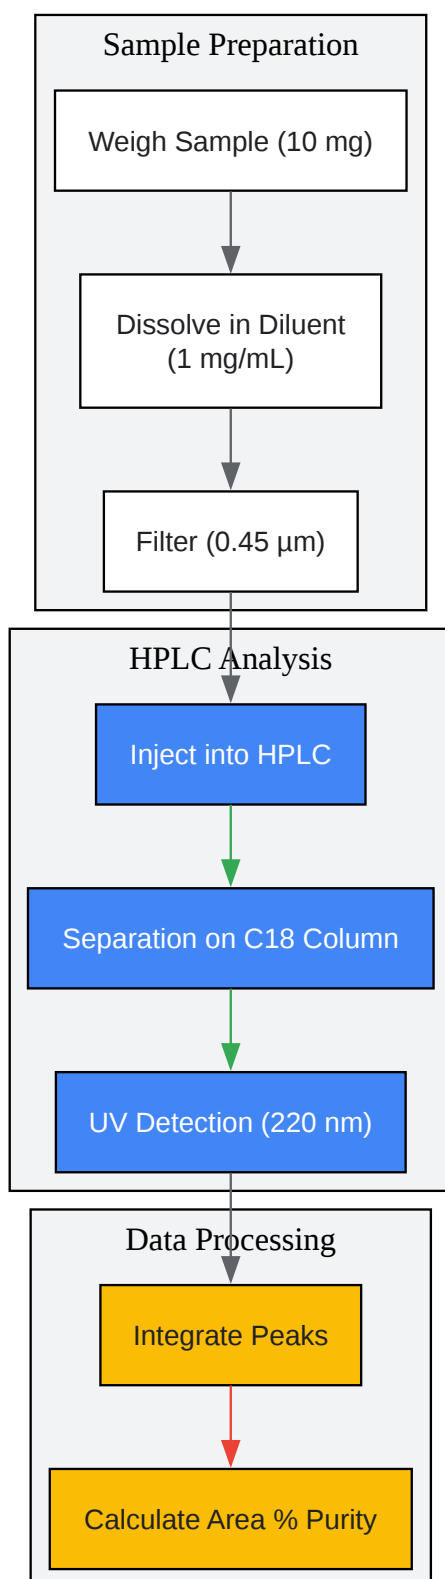 Sample Preparation
Weigh Sample (10 mg)
Dissolve in Diluent
(1 mg/mL)
Filter (0.45 µm)
HPLC Analysis
Inject into HPLC
Separation on C18 Column
UV Detection (220 nm)
Data Processing
Integrate Peaks
Calculate Area % Purity